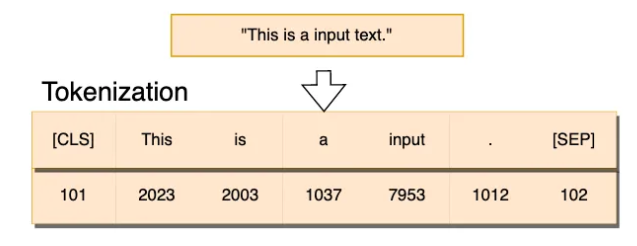 "This is a input text."
Tokenization
[CLS] This is a input . [SEP]
101 2023 2003 1037 7953 1012 102